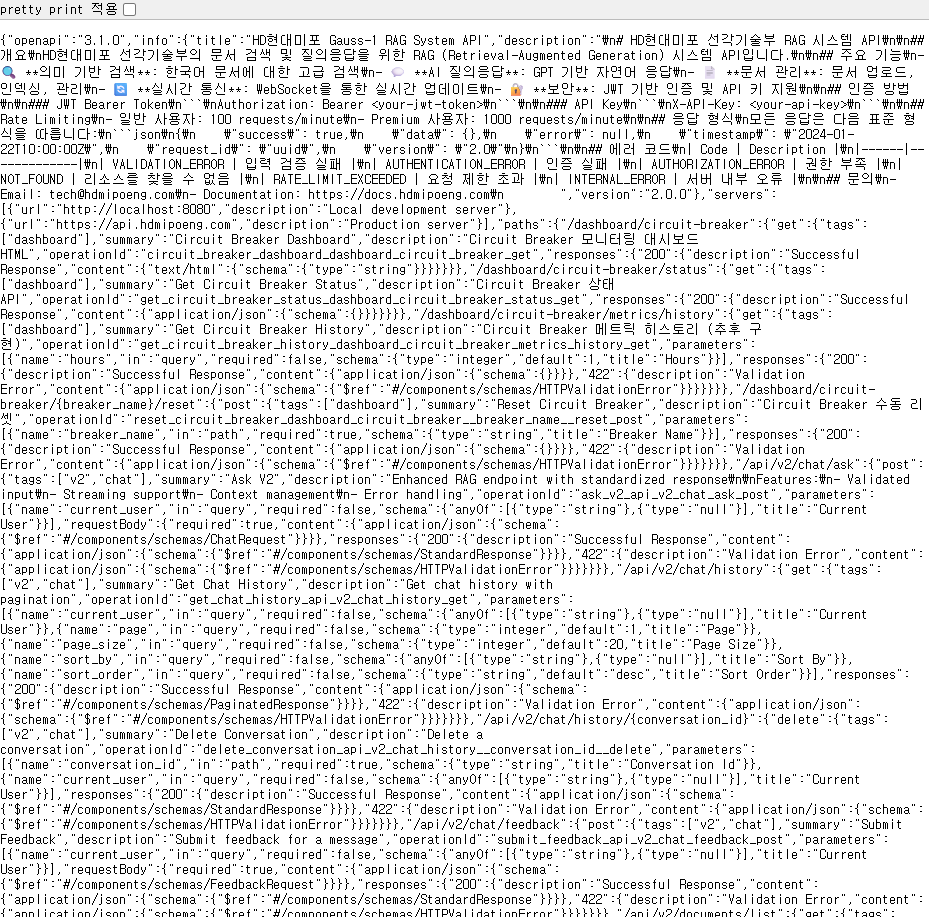 pretty print 적용
{"openapi":"3.1.0","info":{"title":"HD현대미포 Gauss-1 RAG System API","description":"₩n# HD현대미포 선각기술부 RAG 시스템 API₩n₩n##
개요₩nHD현대미포 선각기술부의 문서 검색 및 질의응답을 위한 RAG (Retrieval-Augmented Generation) 시스템 API입니다.₩n₩n## 주요 기능₩n-
🔍 **의미 기반 검색**: 한국어 문서에 대한 고급 검색₩n- 💬 **AI 질의응답**: GPT 기반 자연어 응답₩n- 📄 **문서 관리**: 문서 업로드,
인덱싱, 관리₩n- 🔄 **실시간 통신**: WebSocket을 통한 실시간 업데이트₩n- 🔐 **보안**: JWT 기반 인증 및 API 키 지원₩n₩n## 인증 방법
₩n₩n### JWT Bearer Token₩n```₩nAuthorization: Bearer <your-jwt-token>₩n```₩n₩n### API Key₩n```₩nX-API-Key: <your-api-key>₩n```₩n₩n##
Rate Limiting₩n- 일반 사용자: 100 requests/minute₩n- Premium 사용자: 1000 requests/minute₩n₩n## 응답 형식₩n모든 응답은 다음 표준 형
식을 따릅니다:₩n```json₩n{₩n    ₩"success₩": true,₩n    ₩"data₩": {},₩n    ₩"error₩": null,₩n    ₩"timestamp₩": ₩"2024-01-
22T10:00:00Z₩",₩n    ₩"request_id₩": ₩"uuid₩",₩n    ₩"version₩": ₩"2.0₩"₩n}₩n```₩n₩n## 에러 코드₩n| Code | Description |₩n|------|--
-----------|₩n| VALIDATION_ERROR | 입력 검증 실패 |₩n| AUTHENTICATION_ERROR | 인증 실패 |₩n| AUTHORIZATION_ERROR | 권한 부족 |₩n|
NOT_FOUND | 리소스를 찾을 수 없음 |₩n| RATE_LIMIT_EXCEEDED | 요청 제한 초과 |₩n| INTERNAL_ERROR | 서버 내부 오류 |₩n₩n## 문의₩n-
Email: tech@hdmipoeng.com₩n- Documentation: https://docs.hdmipoeng.com₩n        ","version":"2.0.0"},"servers":
[{"url":"http://localhost:8080","description":"Local development server"},
{"url":"https://api.hdmipoeng.com","description":"Production server"}],"paths":{"/dashboard/circuit-breaker":{"get":{"tags":
["dashboard"],"summary":"Circuit Breaker Dashboard","description":"Circuit Breaker 모니터링 대시보드
HTML","operationId":"circuit_breaker_dashboard_dashboard_circuit_breaker_get","responses":{"200":{"description":"Successful
Response","content":{"text/html":{"schema":{"type":"string"}}}}}}},"/dashboard/circuit-breaker/status":{"get":{"tags":
["dashboard"],"summary":"Get Circuit Breaker Status","description":"Circuit Breaker 상태
API","operationId":"get_circuit_breaker_status_dashboard_circuit_breaker_status_get","responses":{"200":{"description":"Successful
Response","content":{"application/json":{"schema":{}}}}}}},"/dashboard/circuit-breaker/metrics/history":{"get":{"tags":
["dashboard"],"summary":"Get Circuit Breaker History","description":"Circuit Breaker 메트릭 히스토리 (추후 구
현)","operationId":"get_circuit_breaker_history_dashboard_circuit_breaker_metrics_history_get","parameters":
[{"name":"hours","in":"query","required":false,"schema":{"type":"integer","default":1,"title":"Hours"}}],"responses":{"200":
{"description":"Successful Response","content":{"application/json":{"schema":{}}}},"422":{"description":"Validation
Error","content":{"application/json":{"schema":{"$ref":"#/components/schemas/HTTPValidationError"}}}}}}},"/dashboard/circuit-
breaker/{breaker_name}/reset":{"post":{"tags":["dashboard"],"summary":"Reset Circuit Breaker","description":"Circuit Breaker 수동 리
셋","operationId":"reset_circuit_breaker_dashboard_circuit_breaker__breaker_name__reset_post","parameters":
[{"name":"breaker_name","in":"path","required":true,"schema":{"type":"string","title":"Breaker Name"}}],"responses":{"200":
{"description":"Successful Response","content":{"application/json":{"schema":{}}}},"422":{"description":"Validation
Error","content":{"application/json":{"schema":{"$ref":"#/components/schemas/HTTPValidationError"}}}}}}},"/api/v2/chat/ask":{"post":
{"tags":["v2","chat"],"summary":"Ask V2","description":"Enhanced RAG endpoint with standardized response₩n₩nFeatures:₩n- Validated
input₩n- Streaming support₩n- Context management₩n- Error handling","operationId":"ask_v2_api_v2_chat_ask_post","parameters":
[{"name":"current_user","in":"query","required":false,"schema":{"anyOf":[{"type":"string"},{"type":"null"}],"title":"Current
User"}}],"requestBody":{"required":true,"content":{"application/json":{"schema":
{"$ref":"#/components/schemas/ChatRequest"}}}},"responses":{"200":{"description":"Successful Response","content":
{"application/json":{"schema":{"$ref":"#/components/schemas/StandardResponse"}}}},"422":{"description":"Validation Error","content":
{"application/json":{"schema":{"$ref":"#/components/schemas/HTTPValidationError"}}}}}}},"/api/v2/chat/history":{"get":{"tags":
["v2","chat"],"summary":"Get Chat History","description":"Get chat history with
pagination","operationId":"get_chat_history_api_v2_chat_history_get","parameters":
[{"name":"current_user","in":"query","required":false,"schema":{"anyOf":[{"type":"string"},{"type":"null"}],"title":"Current
User"}},{"name":"page","in":"query","required":false,"schema":{"type":"integer","default":1,"title":"Page"}},
{"name":"page_size","in":"query","required":false,"schema":{"type":"integer","default":20,"title":"Page Size"}},
{"name":"sort_by","in":"query","required":false,"schema":{"anyOf":[{"type":"string"},{"type":"null"}],"title":"Sort By"}},
{"name":"sort_order","in":"query","required":false,"schema":{"type":"string","default":"desc","title":"Sort Order"}}],"responses":
{"200":{"description":"Successful Response","content":{"application/json":{"schema":
{"$ref":"#/components/schemas/PaginatedResponse"}}}},"422":{"description":"Validation Error","content":{"application/json":
{"schema":{"$ref":"#/components/schemas/HTTPValidationError"}}}}}}},"/api/v2/chat/history/{conversation_id}":{"delete":{"tags":
["v2","chat"],"summary":"Delete Conversation","description":"Delete a
conversation","operationId":"delete_conversation_api_v2_chat_history__conversation_id__delete","parameters":
[{"name":"conversation_id","in":"path","required":true,"schema":{"type":"string","title":"Conversation Id"}},
{"name":"current_user","in":"query","required":false,"schema":{"anyOf":[{"type":"string"},{"type":"null"}],"title":"Current
User"}}],"responses":{"200":{"description":"Successful Response","content":{"application/json":{"schema":
{"$ref":"#/components/schemas/StandardResponse"}}}},"422":{"description":"Validation Error","content":{"application/json":{"schema":
{"$ref":"#/components/schemas/HTTPValidationError"}}}}}}},"/api/v2/chat/feedback":{"post":{"tags":["v2","chat"],"summary":"Submit
Feedback","description":"Submit feedback for a message","operationId":"submit_feedback_api_v2_chat_feedback_post","parameters":
[{"name":"current_user","in":"query","required":false,"schema":{"anyOf":[{"type":"string"},{"type":"null"}],"title":"Current
User"}}],"requestBody":{"required":true,"content":{"application/json":{"schema":
{"$ref":"#/components/schemas/FeedbackRequest"}}}},"responses":{"200":{"description":"Successful Response","content":
{"application/json":{"schema":{"$ref":"#/components/schemas/StandardResponse"}}}},"422":{"description":"Validation Error","content":
{"application/json":{"schema":{"$ref":"#/components/schemas/HTTPValidationError"}}}}}}},"/api/v2/documents/list":{"get":{"tags":